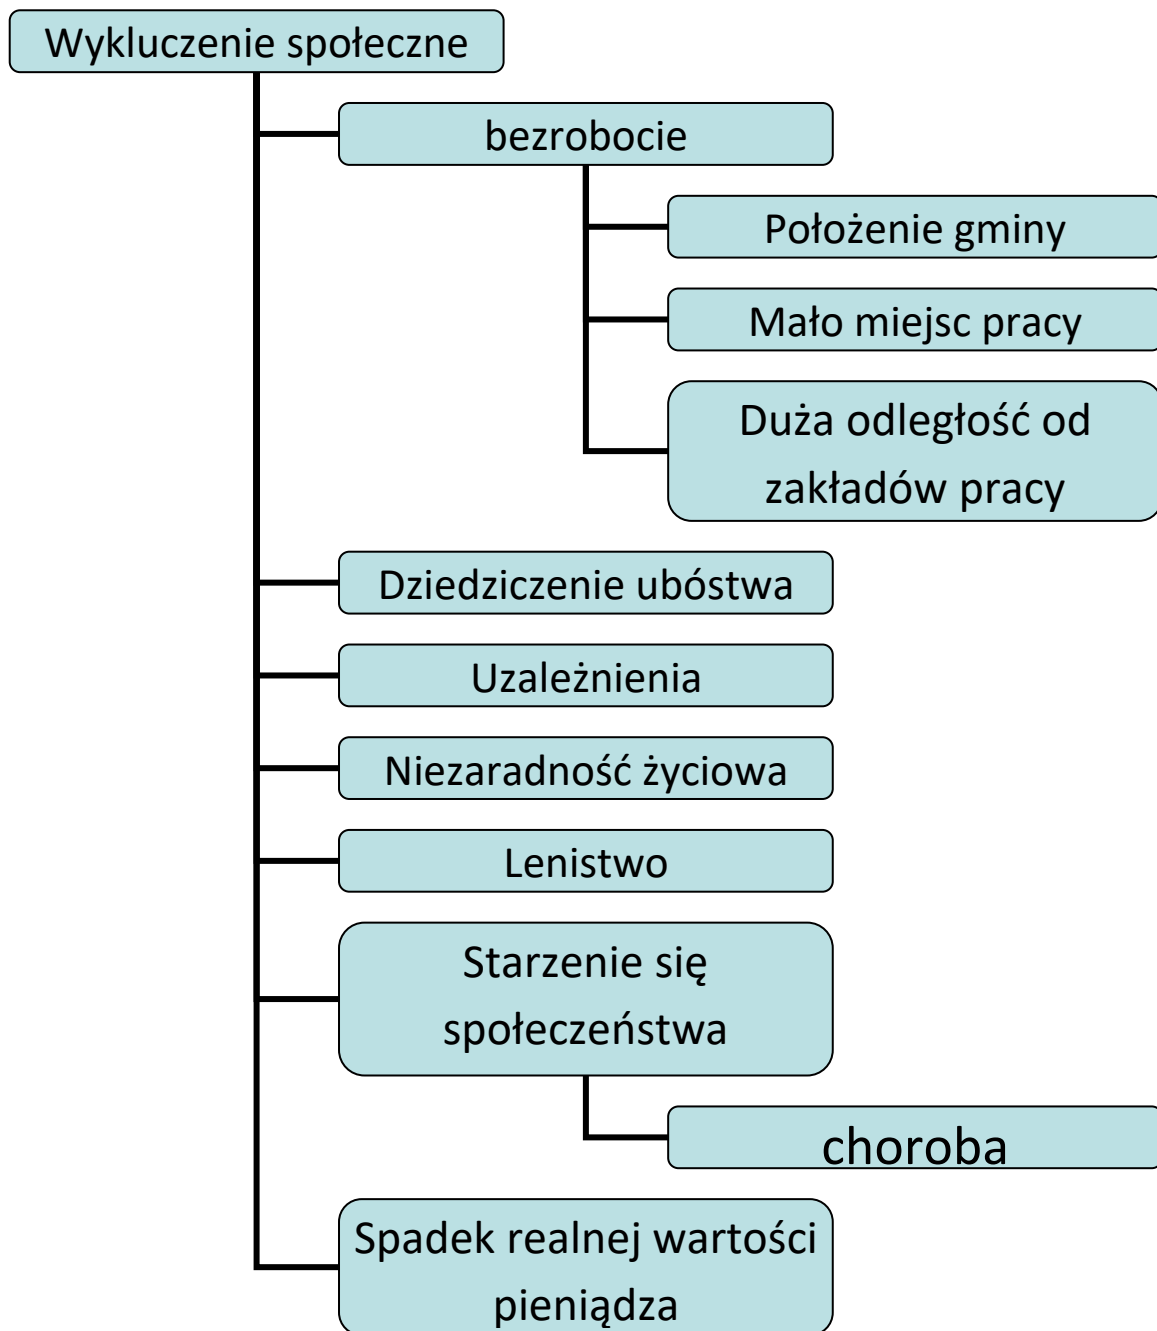 Wykluczenie społeczne
bezrobocie
Położenie gminy
Mało miejsc pracy
Duża odległość od
zakładów pracy
Dziedziczenie ubóstwa
Uzależnienia
Niezaradność życiowa
Lenistwo
Starzenie się
społeczeństwa
choroba
Spadek realnej wartości
pieniądza